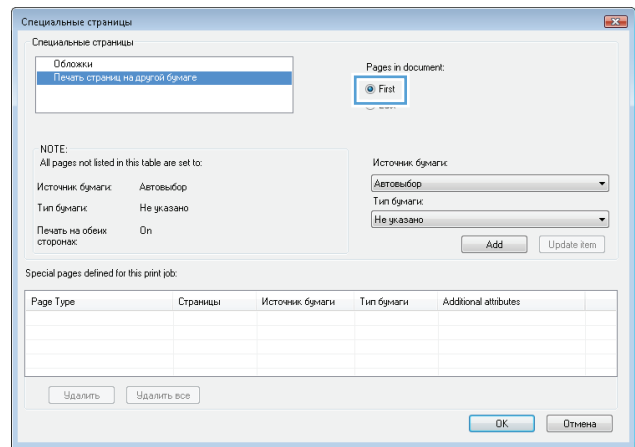 Специальные страницы
Специальные страницы
Обложки
Печать страниц на другой бумаге
Pages in document:
First
NOTE:
All pages not listed in this table are set to:
Источник бумаги: Автовыбор
Тип бумаги: Не указано
Печать на обеих сторонах: On
Источник бумаги:
Автовыбор
Тип бумаги:
Не указано
Add Update item
Special pages defined for this print job:
Page Type Страницы Источник бумаги Тип бумаги Additional attributes
Удалить Удалить все
OK Отмена